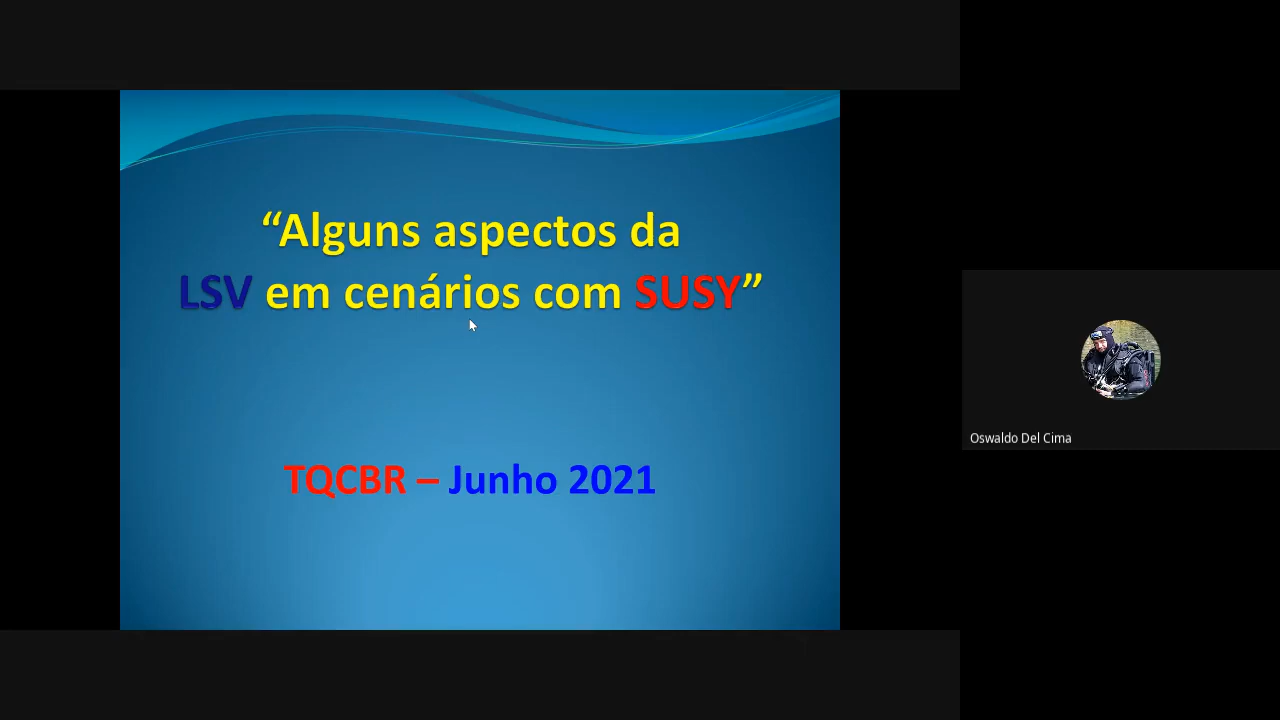 “Alguns aspectos da
LSV em cenários com SUSY”
TQCBR – Junho 2021
Oswaldo Del Cima